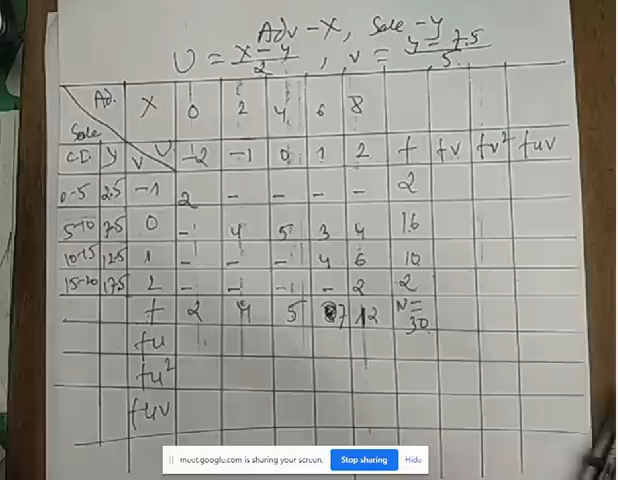 Adv - X, Sale - y
U = x - y / 2, v = y - 7.5 / 5.
Ad. X 0 2 4 6 8
Sale
C.I. y v U -2 -1 0 1 2 f fv fv² fuv
0-5 2.5 -1 2 - - - - 2
5-10 7.5 0 - 4 5 3 4 16
10-15 12.5 1 - - - 4 6 10
15-20 17.5 2 - - - - 2 2
f 2 4 5 7 12 N = 30
fu
fu²
fuv
meet.google.com is sharing your screen. Stop sharing Hide